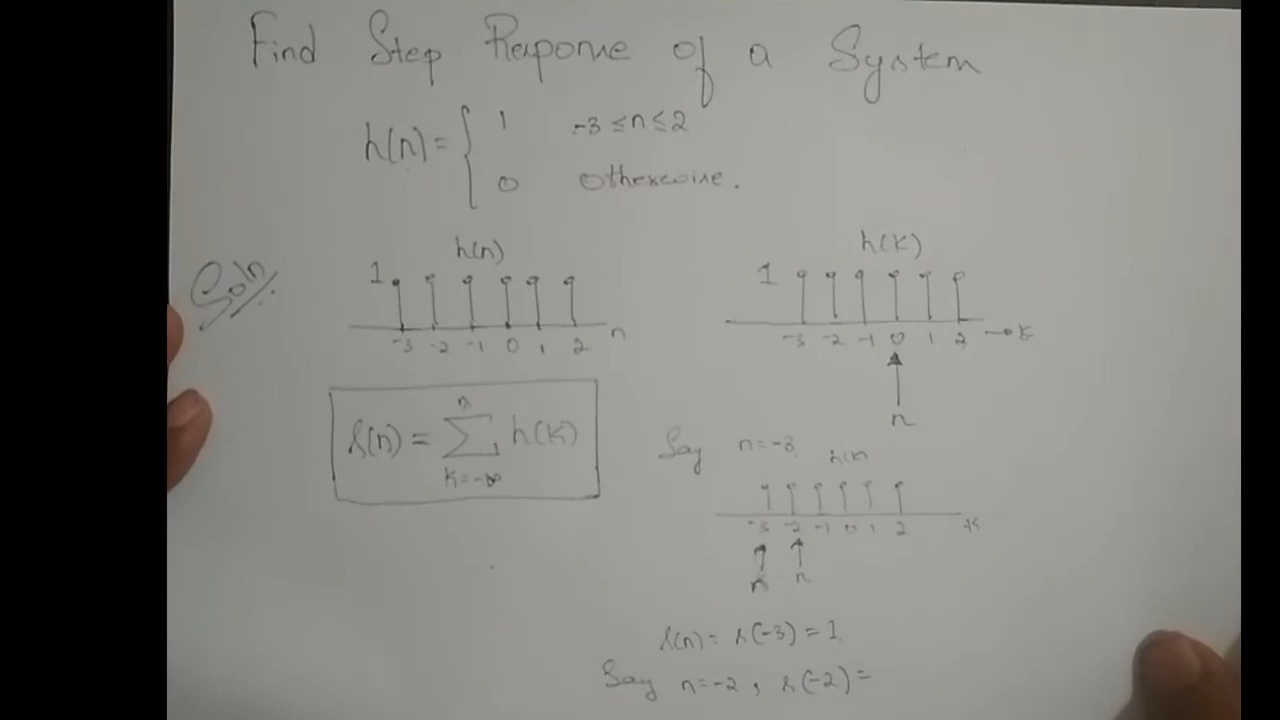 Find Step Response of a System
h(n) = { 1 -3 ≤ n ≤ 2
0 otherwise.
Soln
h(n)
1
-3 -2 -1 0 1 2 n
h(k)
1
-3 -2 -1 0 1 2 → k
n
s(n) = Σ h(k)
n
k=-∞
Say n=-3
h(k)
-3 -2 -1 0 1 2 k
n n
s(n) = s(-3) = 1
Say n=-2, s(-2) =